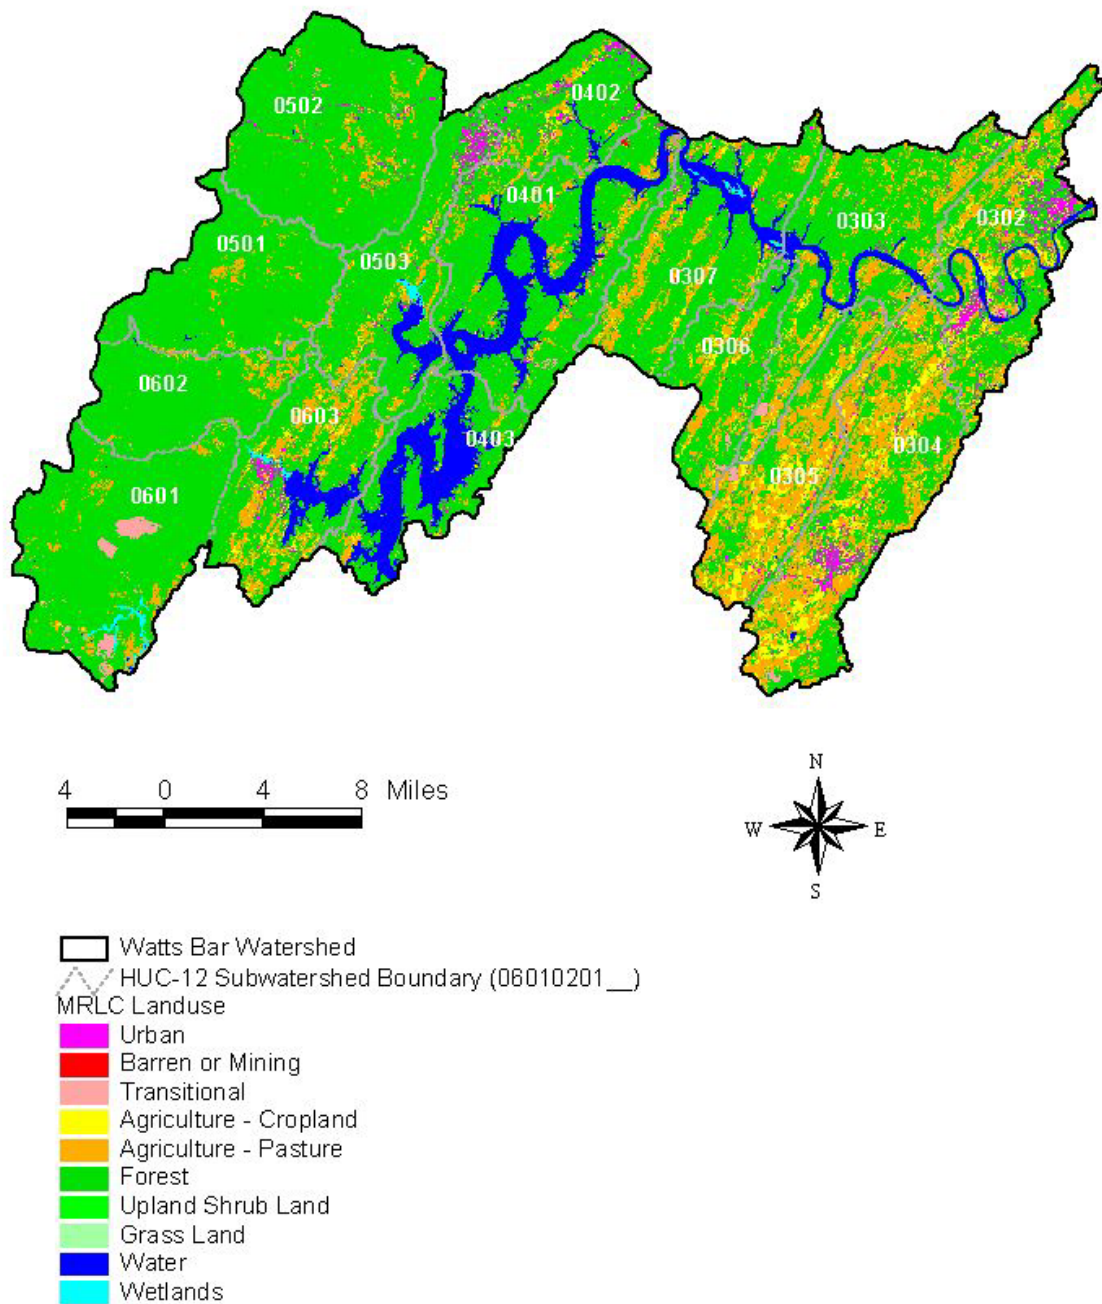 0502
0402
0401
0303
0302
0501
0503
0307
0306
0602
0603
0403
0304
0601
0305
4 0 4 8 Miles
N
W E
S
Watts Bar Watershed
HUC-12 Subwatershed Boundary (06010201__)
MRLC Landuse
Urban
Barren or Mining
Transitional
Agriculture - Cropland
Agriculture - Pasture
Forest
Upland Shrub Land
Grass Land
Water
Wetlands